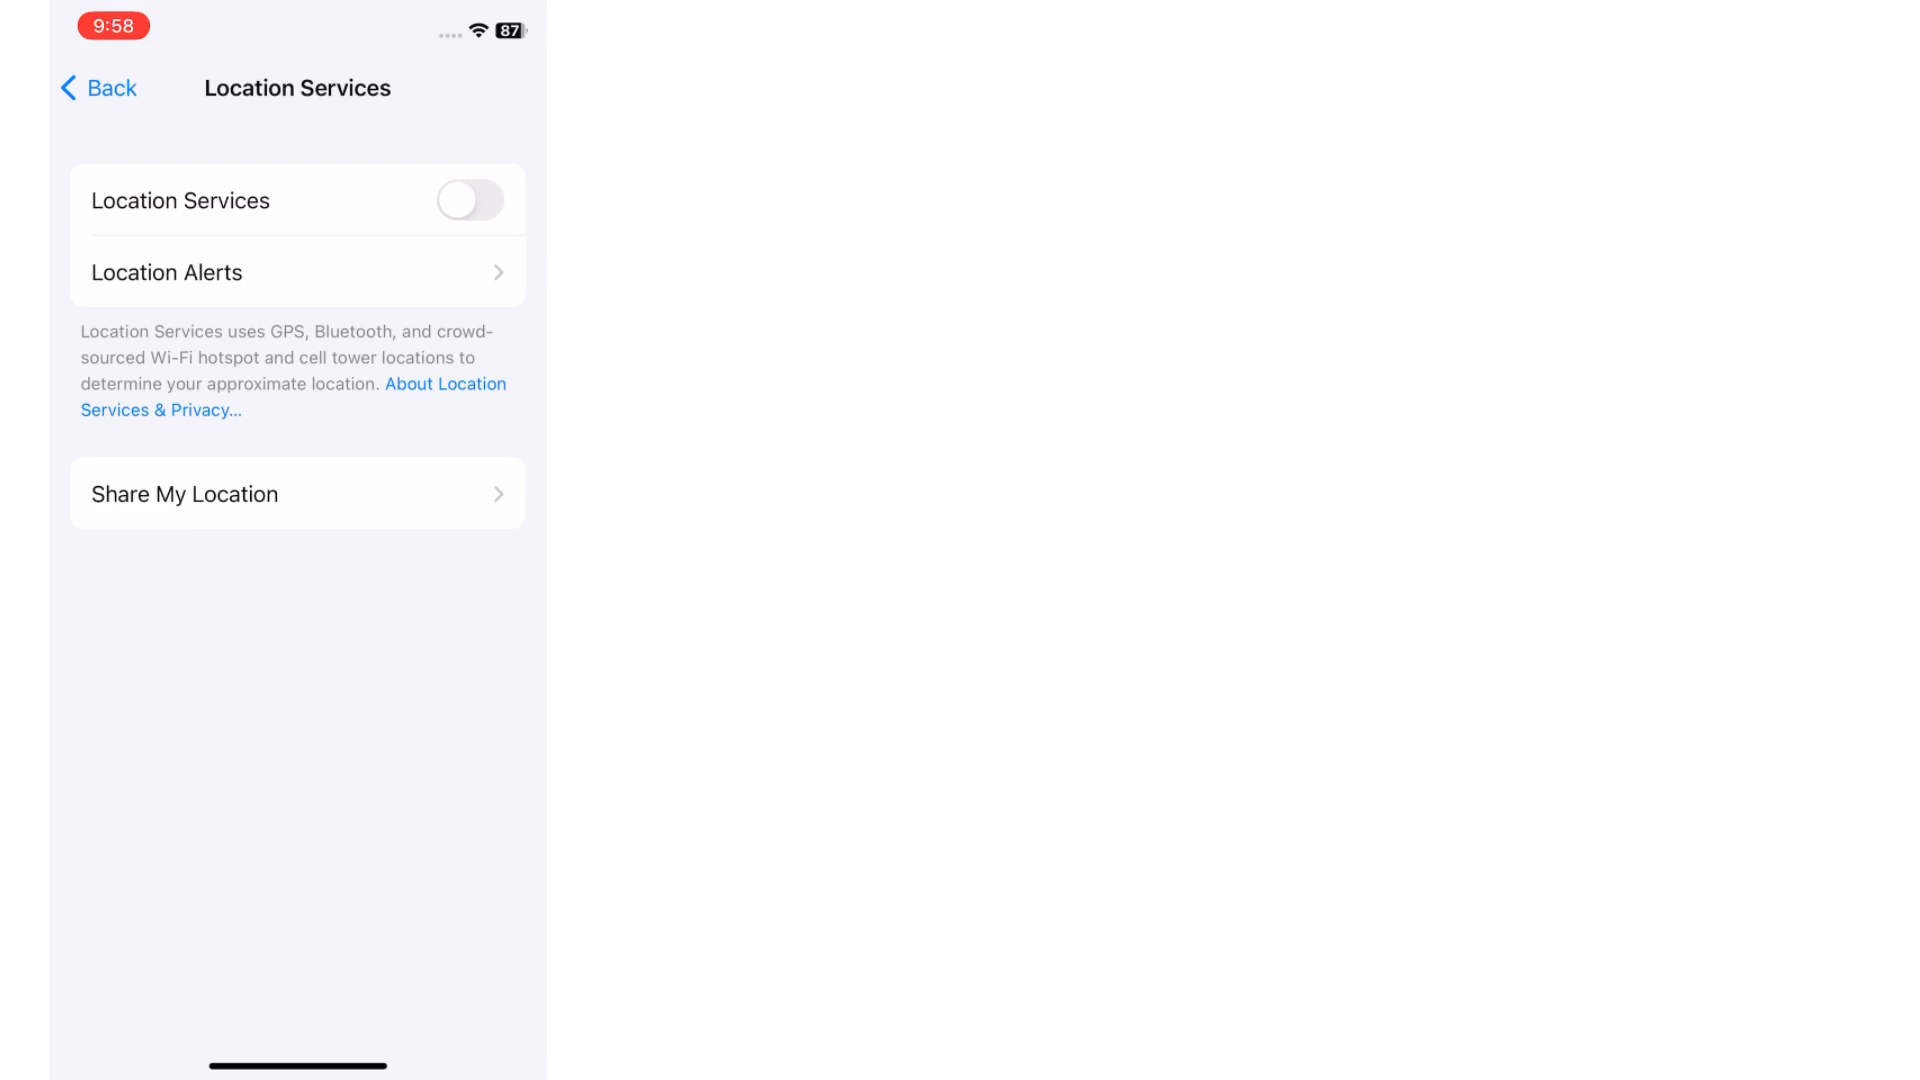 9:58
87
Back
Location Services
Location Services
Location Alerts
Location Services uses GPS, Bluetooth, and crowd-
sourced Wi-Fi hotspot and cell tower locations to
determine your approximate location. About Location
Services & Privacy...
Share My Location